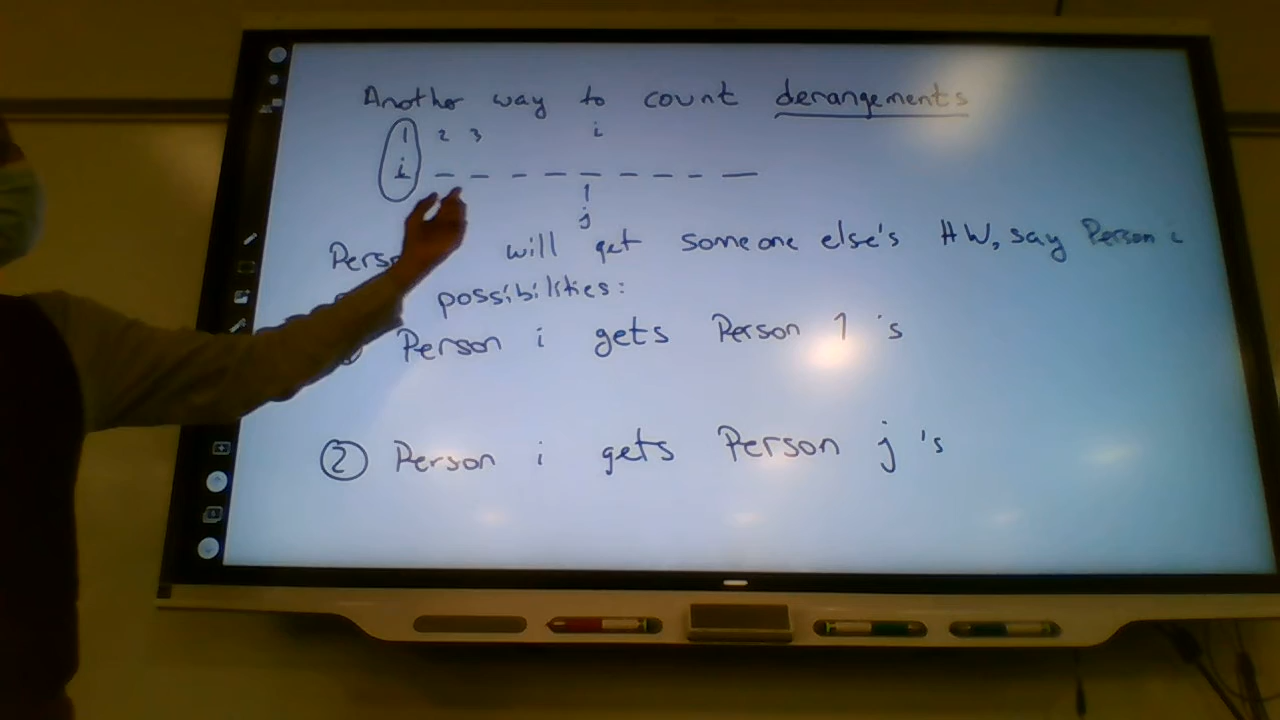 Another way to count derangements
1 2 3 i
i _ _ _ _ _ _ _ _ _
1
j
will get someone else's HW, say Person i
possibilities:
Person i gets Person 1's
② Person i gets Person j's